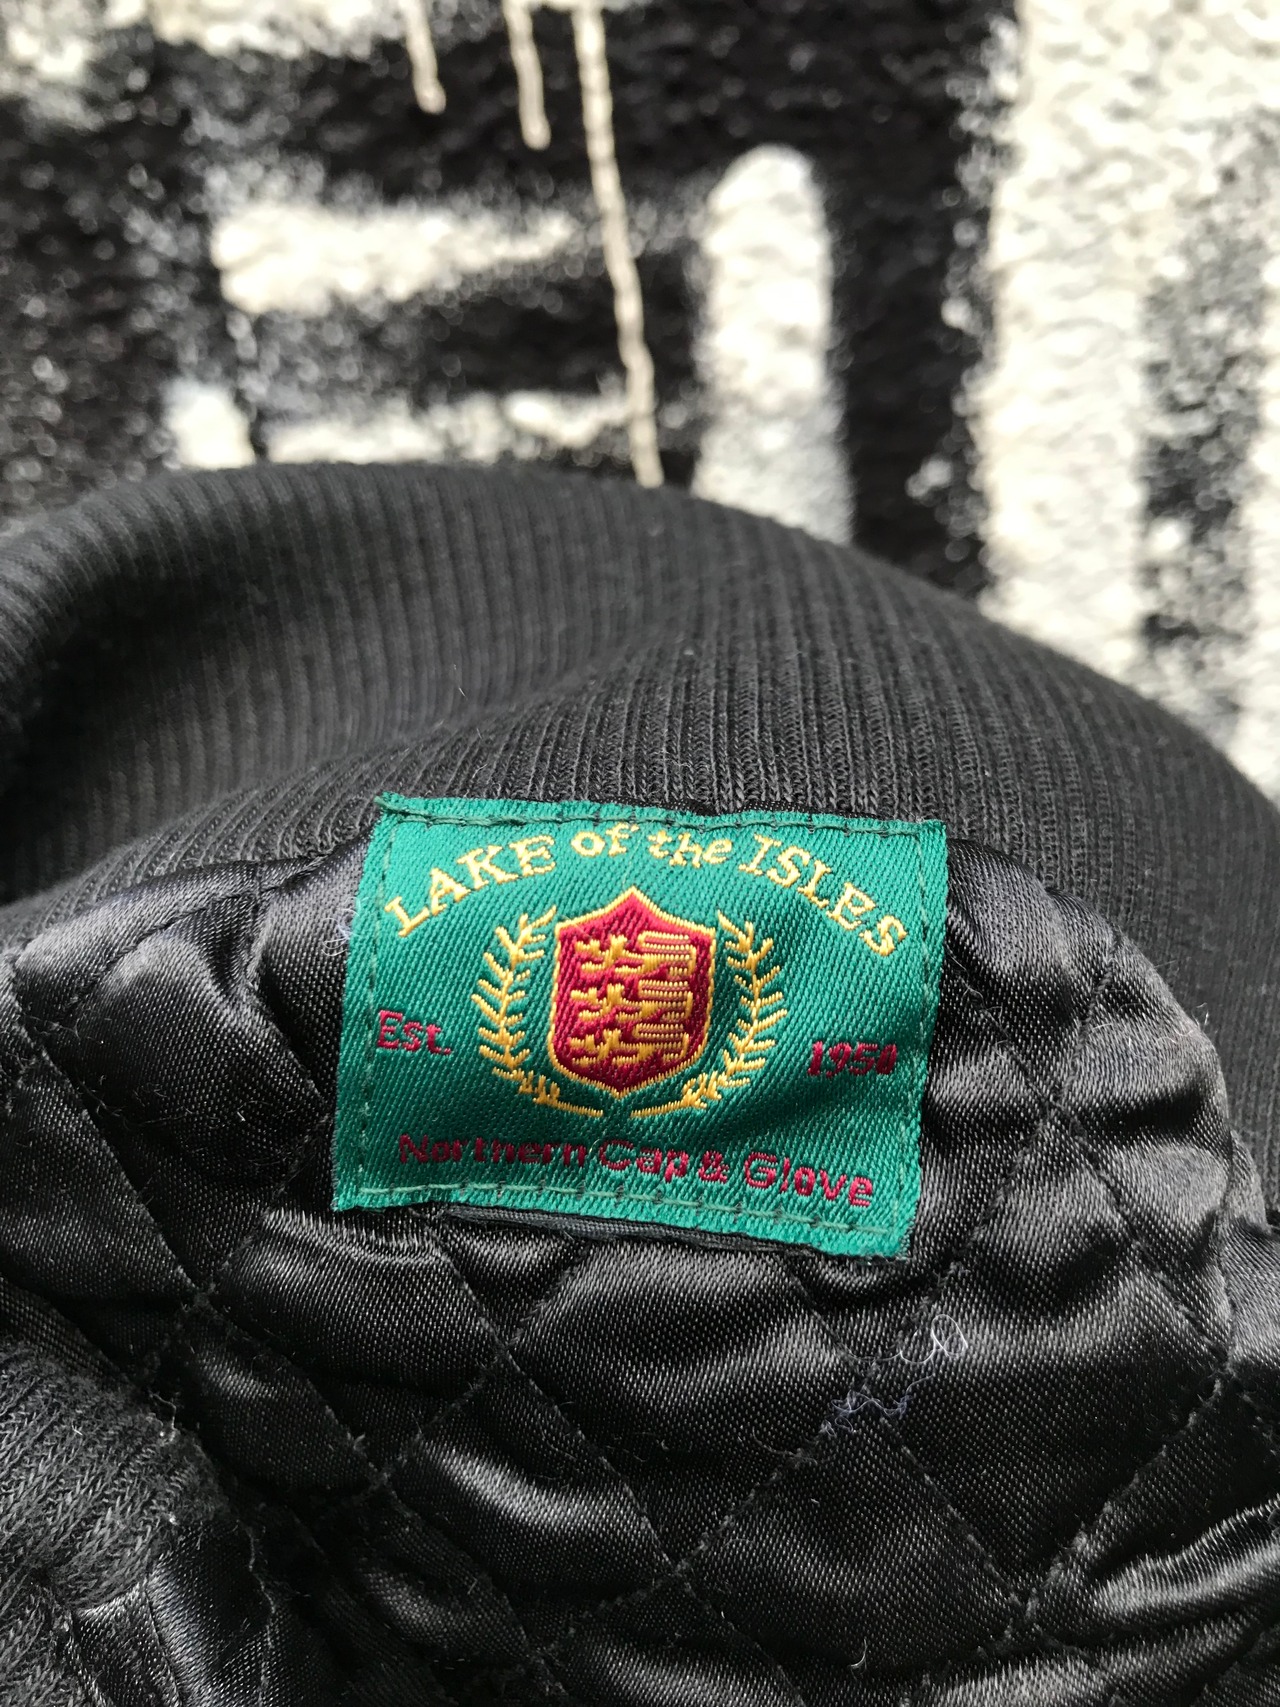 LAKE of the ISLES
Est. 1950
Northern Cap & Glove